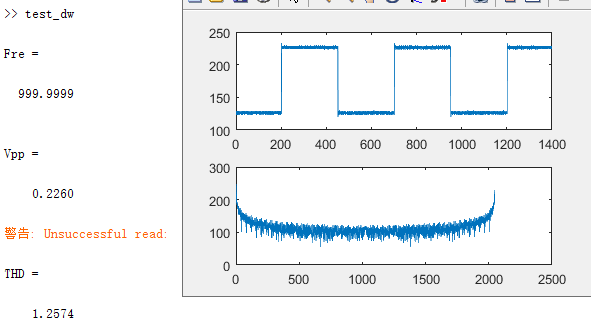 >> test_dw
Fre =
999.9999
Vpp =
0.2260
警告: Unsuccessful read:
THD =
1.2574
250
200
150
100
0 200 400 600 800 1000 1200 1400
300
200
100
0
0 500 1000 1500 2000 2500